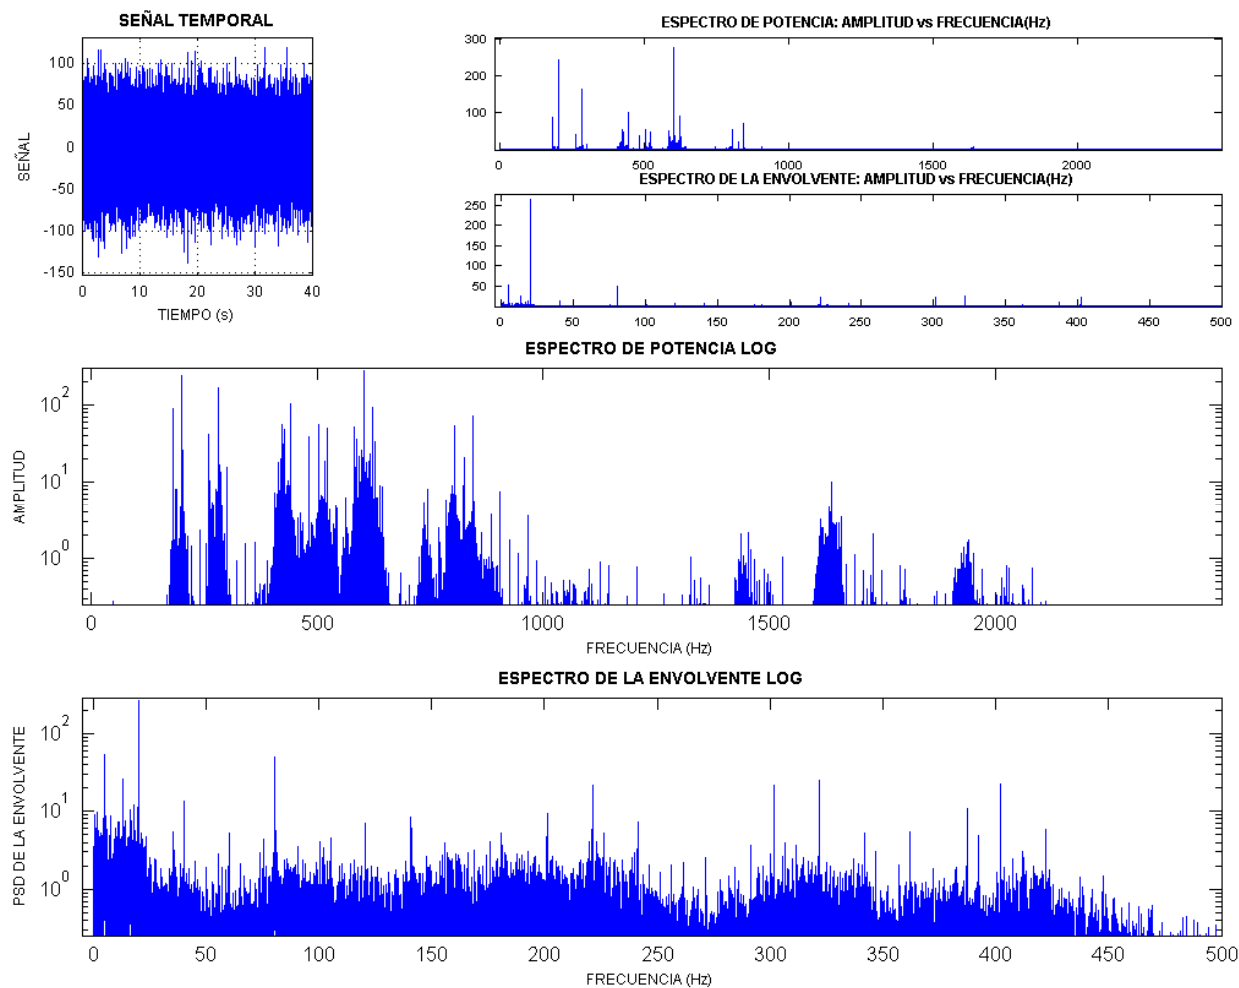 SEÑAL TEMPORAL
SEÑAL
100
50
0
-50
-100
-150
0 10 20 30 40
TIEMPO (s)
ESPECTRO DE POTENCIA: AMPLITUD vs FRECUENCIA(Hz)
300
200
100
0 500 1000 1500 2000
ESPECTRO DE LA ENVOLVENTE: AMPLITUD vs FRECUENCIA(Hz)
250
200
150
100
50
0 50 100 150 200 250 300 350 400 450 500
ESPECTRO DE POTENCIA LOG
AMPLITUD
10²
10¹
10⁰
0 500 1000 1500 2000
FRECUENCIA (Hz)
ESPECTRO DE LA ENVOLVENTE LOG
PSD DE LA ENVOLVENTE
10²
10¹
10⁰
0 50 100 150 200 250 300 350 400 450 500
FRECUENCIA (Hz)